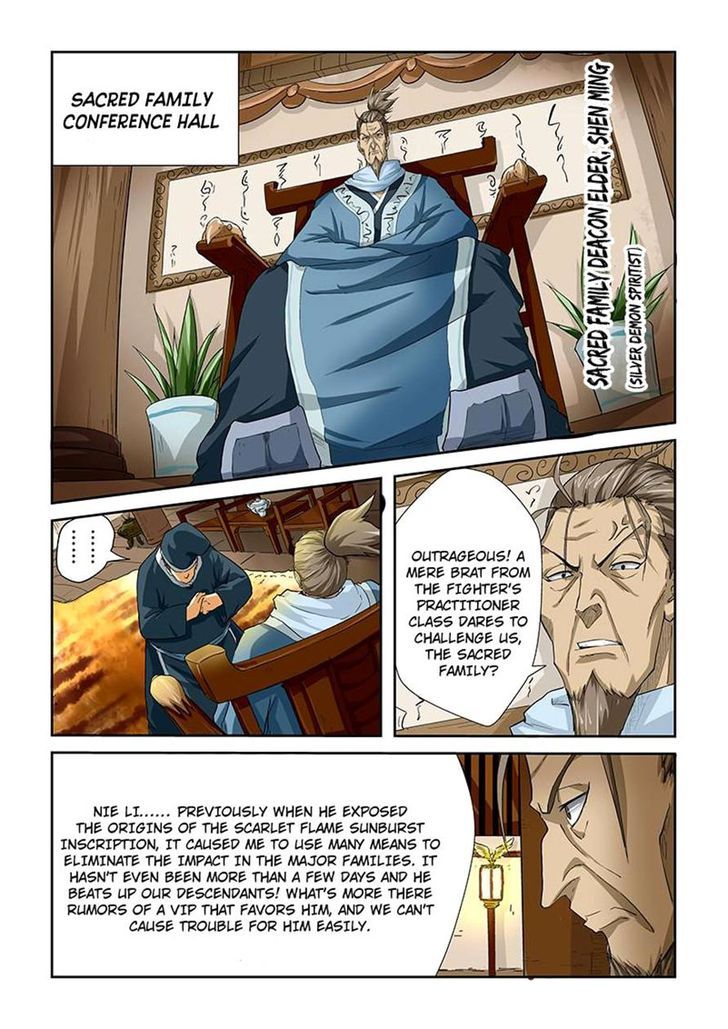 SACRED FAMILY
CONFERENCE HALL
SACRED FAMILY DEACON ELDER, SHEN MING
(SILVER DEMON SPIRITIST)
......
OUTRAGEOUS! A
MERE BRAT FROM
THE FIGHTER'S
PRACTITIONER
CLASS DARES TO
CHALLENGE US,
THE SACRED
FAMILY?
NIE LI...... PREVIOUSLY WHEN HE EXPOSED
THE ORIGINS OF THE SCARLET FLAME SUNBURST
INSCRIPTION, IT CAUSED ME TO USE MANY MEANS TO
ELIMINATE THE IMPACT IN THE MAJOR FAMILIES. IT
HASN'T EVEN BEEN MORE THAN A FEW DAYS AND HE
BEATS UP OUR DESCENDANTS! WHAT'S MORE THERE
RUMORS OF A VIP THAT FAVORS HIM, AND WE CAN'T
CAUSE TROUBLE FOR HIM EASILY.